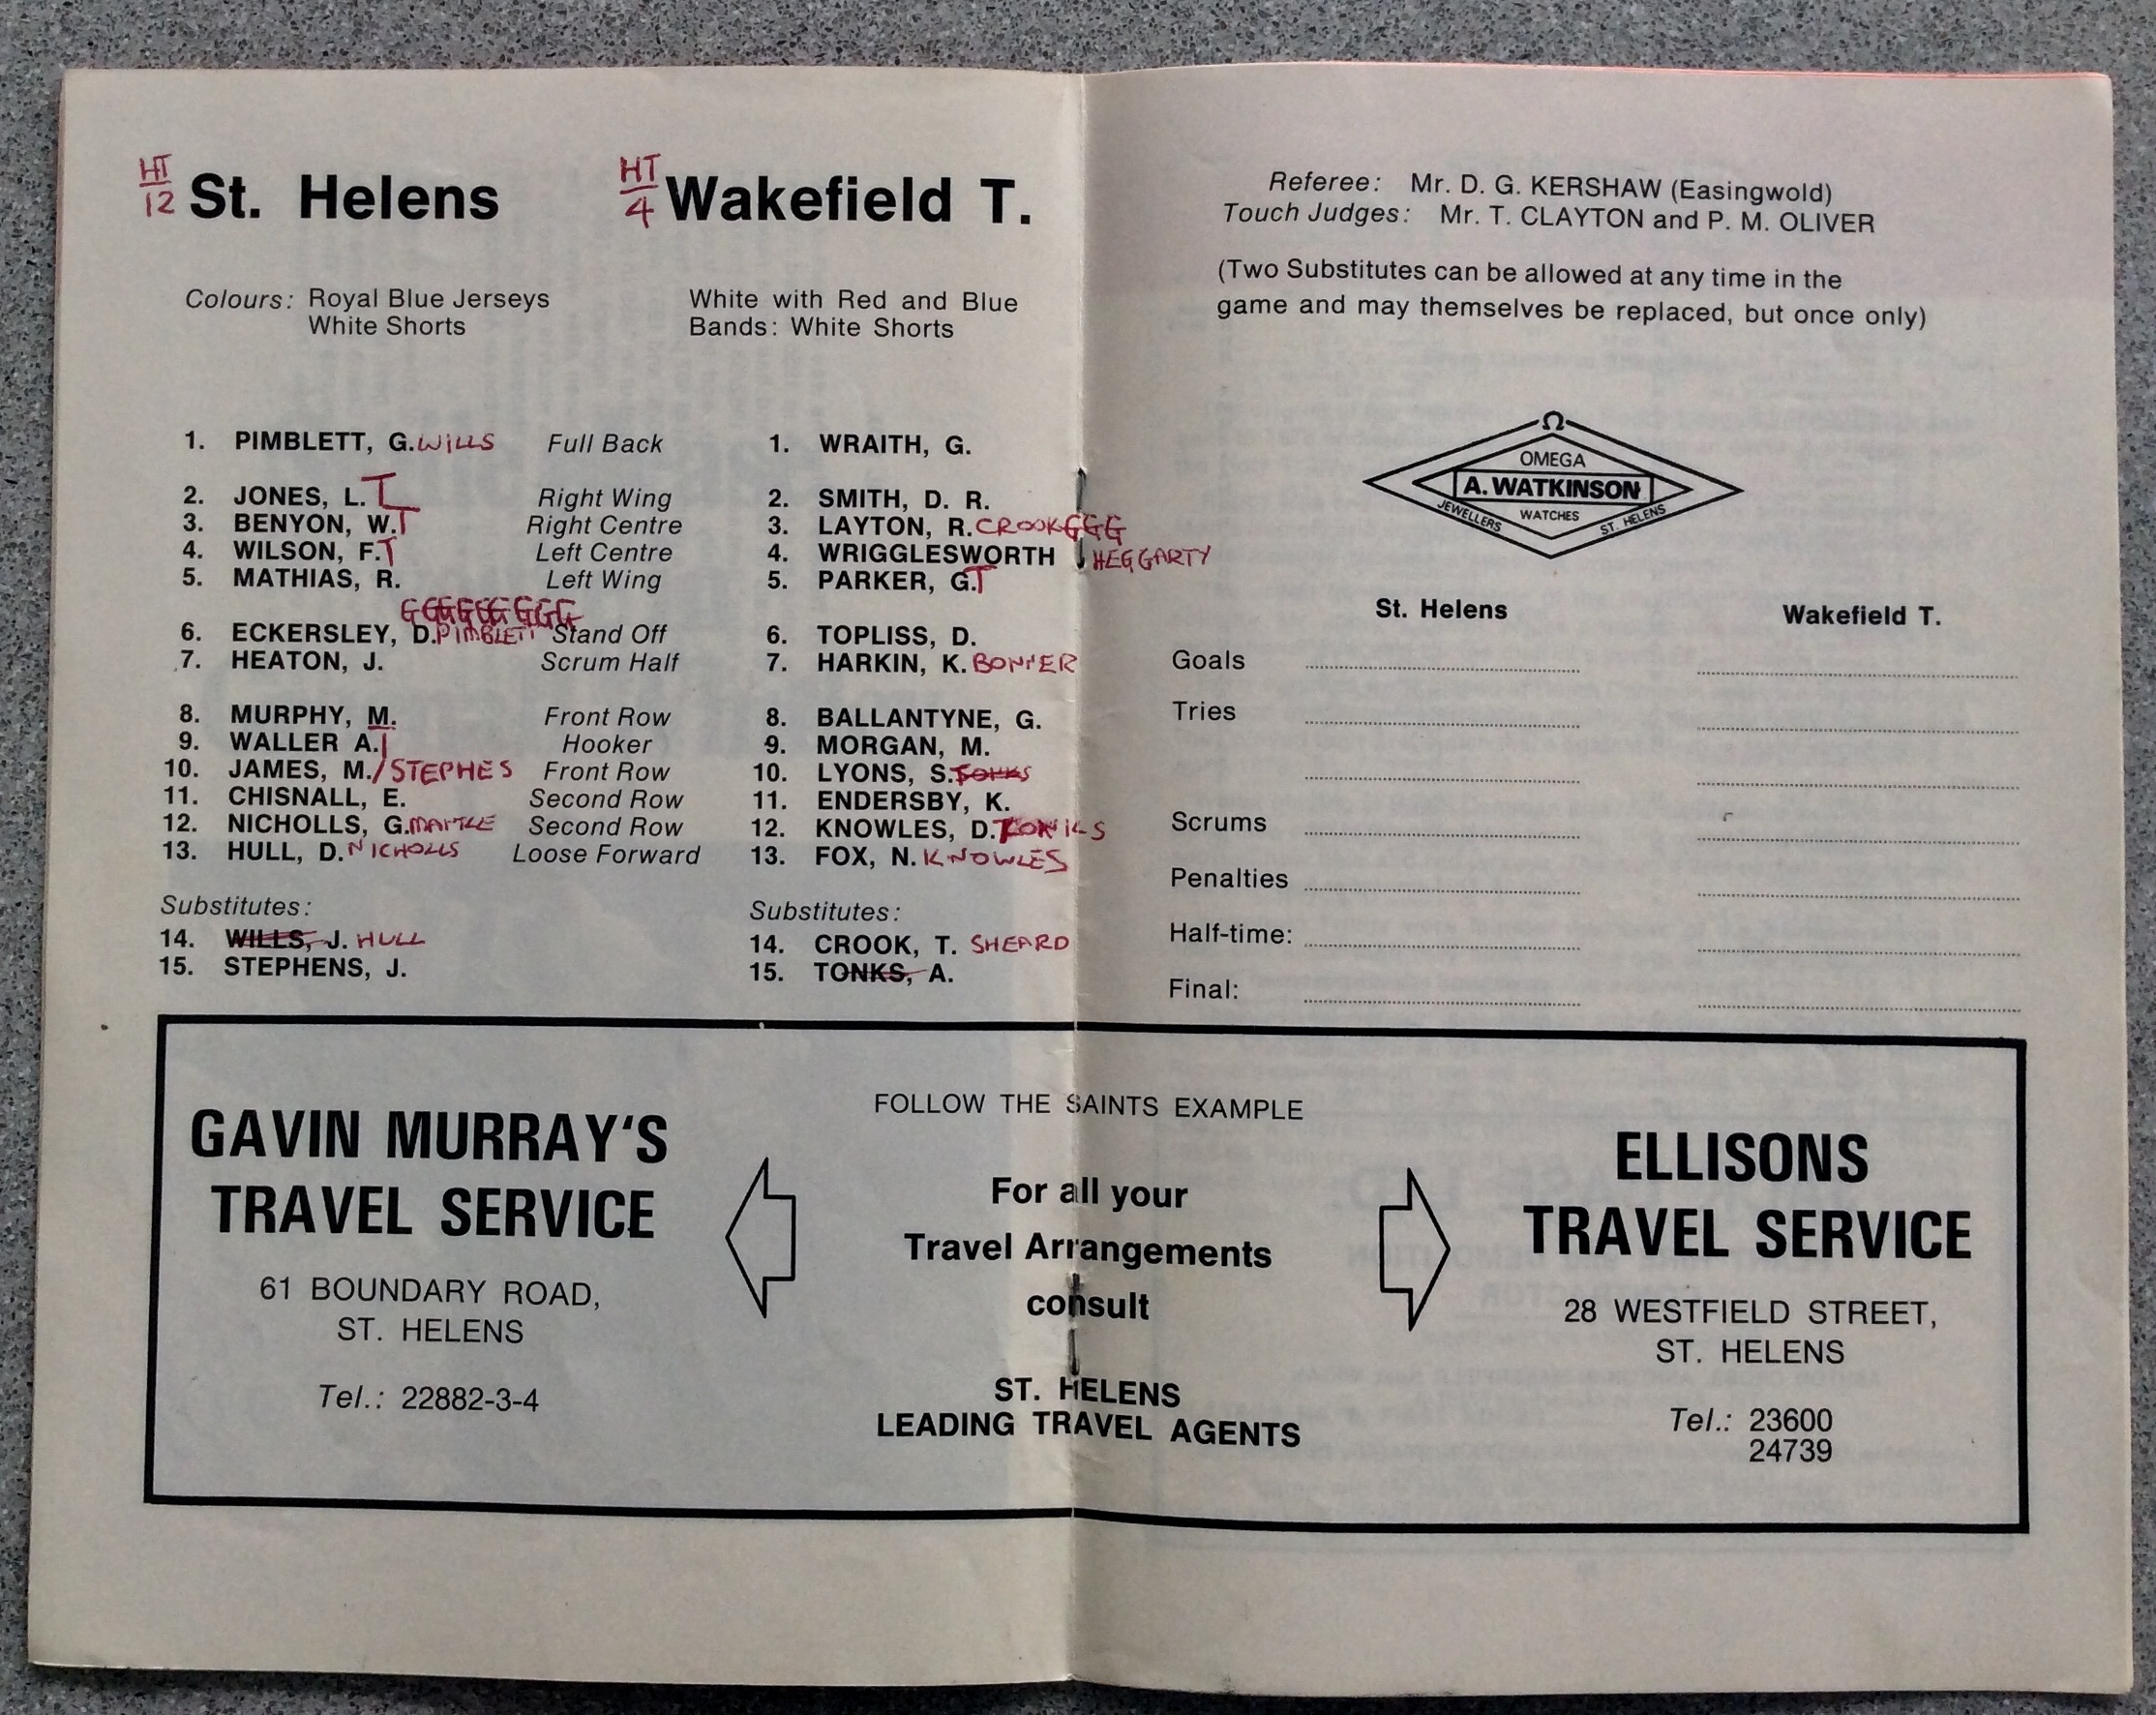 HT HT
12 St. Helens 4 Wakefield T.
Colours: Royal Blue Jerseys White with Red and Blue
White Shorts Bands: White Shorts
1. PIMBLETT, G. WILLS Full Back 1. WRAITH, G.
2. JONES, L. T Right Wing 2. SMITH, D. R.
3. BENYON, W. T Right Centre 3. LAYTON, R. CROOK GGG
4. WILSON, F. T Left Centre 4. WRIGGLESWORTH HEGGARTY
5. MATHIAS, R. Left Wing 5. PARKER, G. T
6. ECKERSLEY, D. PIMBLETT Stand Off 6. TOPLISS, D.
7. HEATON, J. Scrum Half 7. HARKIN, K. BONNER
8. MURPHY, M. Front Row 8. BALLANTYNE, G.
9. WALLER A. Hooker 9. MORGAN, M.
10. JAMES, M. / STEPHES Front Row 10. LYONS, S. TONKS
11. CHISNALL, E. Second Row 11. ENDERSBY, K.
12. NICHOLLS, G. Second Row 12. KNOWLES, D.
13. HULL, D. NICHOLLS Loose Forward 13. FOX, N. KNOWLES
Substitutes: Substitutes:
14. WILLS, J. HULL 14. CROOK, T. SHEARD
15. STEPHENS, J. 15. TONKS, A.
Referee: Mr. D. G. KERSHAW (Easingwold)
Touch Judges: Mr. T. CLAYTON and P. M. OLIVER
(Two Substitutes can be allowed at any time in the
game and may themselves be replaced, but once only)
Ω
OMEGA
A. WATKINSON
JEWELLERS WATCHES ST. HELENS
St. Helens Wakefield T.
Goals
Tries
Scrums
Penalties
Half-time:
Final:
GAVIN MURRAY'S
TRAVEL SERVICE
61 BOUNDARY ROAD,
ST. HELENS
Tel.: 22882-3-4
FOLLOW THE SAINTS EXAMPLE
For all your
Travel Arrangements
consult
ST. HELENS
LEADING TRAVEL AGENTS
ELLISONS
TRAVEL SERVICE
28 WESTFIELD STREET,
ST. HELENS
Tel.: 23600
24739